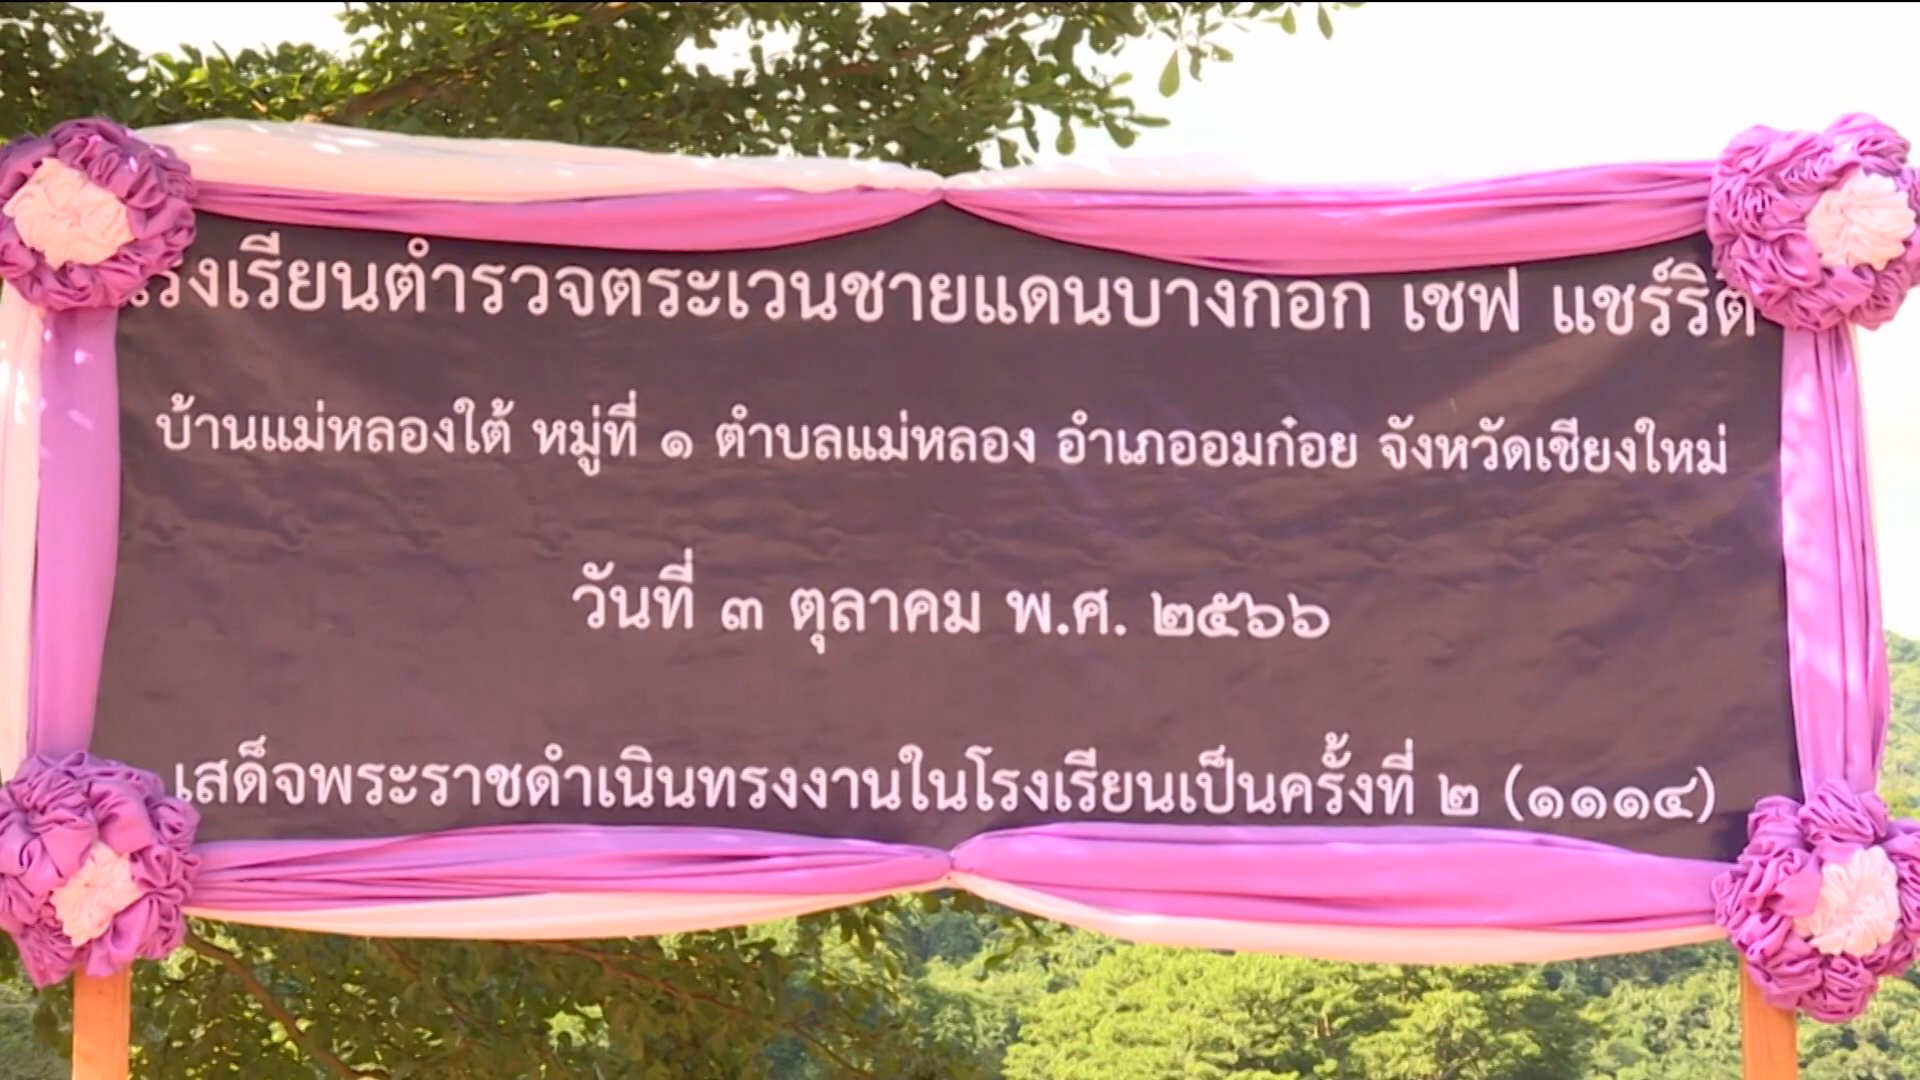 โรงเรียนตำรวจตระเวนชายแดนบางกอก เชฟ แชร์ริตี้
บ้านแม่หลองใต้ หมู่ที่ ๑ ตำบลแม่หลอง อำเภออมก๋อย จังหวัดเชียงใหม่
วันที่ ๓ ตุลาคม พ.ศ. ๒๕๖๖
เสด็จพระราชดำเนินทรงงานในโรงเรียนเป็นครั้งที่ ๒ (๑๑๑๔)